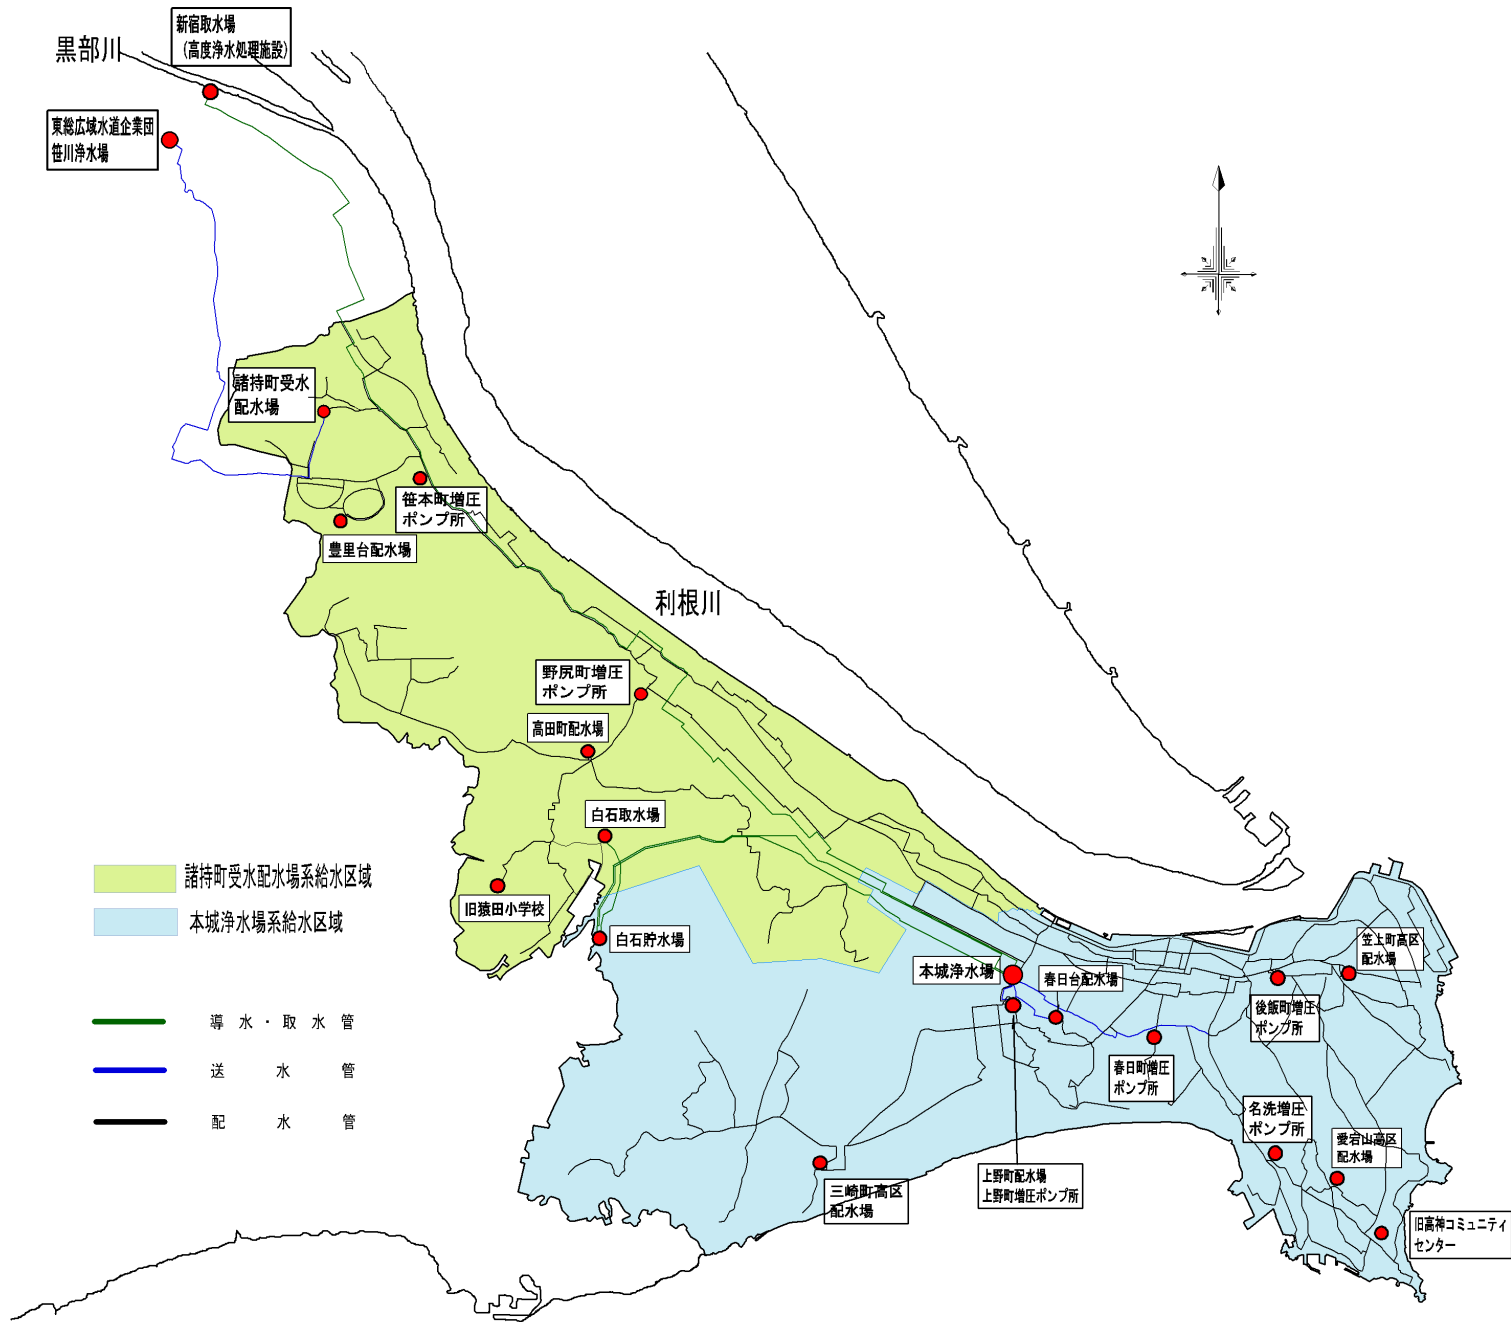 新宿取水場
（高度浄水処理施設）
黒部川
東総広域水道企業団
笹川浄水場
諸持町受水
配水場
笹本町増圧
ポンプ所
豊里台配水場
利根川
野尻町増圧
ポンプ所
高田町配水場
白石取水場
旧猿田小学校
白石貯水場
本城浄水場
春日台配水場
笠上町高区
配水場
後飯町増圧
ポンプ所
春日町増圧
ポンプ所
名洗増圧
ポンプ所
愛宕山高区
配水場
上野町配水場
上野町増圧ポンプ所
三崎町高区
配水場
旧高神コミュニティ
センター
諸持町受水配水場系給水区域
本城浄水場系給水区域
導水・取水管
送水管
配水管